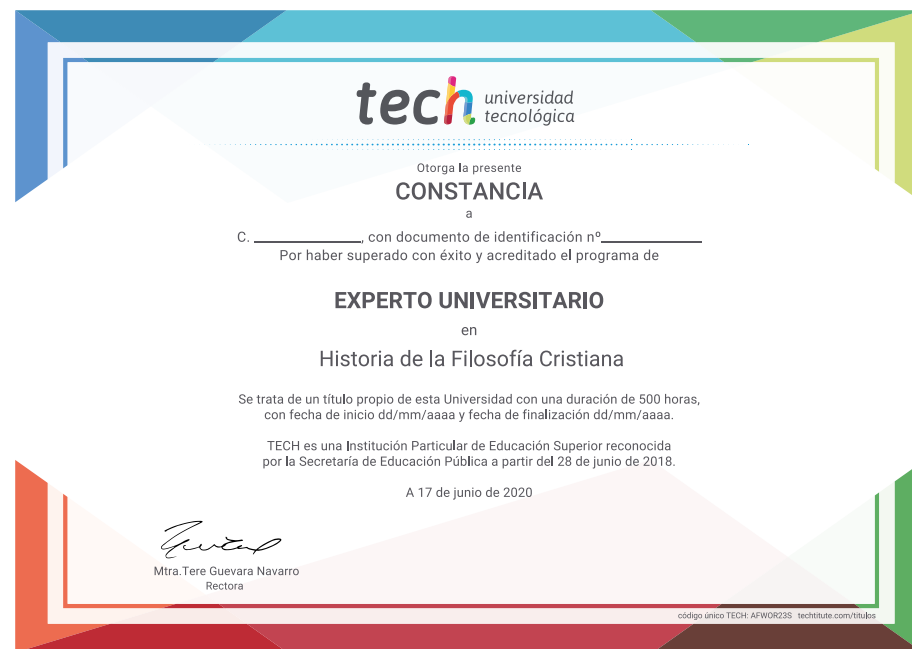 tech universidad
tecnológica
Otorga la presente
CONSTANCIA
a
C. ____________, con documento de identificación nº____________
Por haber superado con éxito y acreditado el programa de
EXPERTO UNIVERSITARIO
en
Historia de la Filosofía Cristiana
Se trata de un título propio de esta Universidad con una duración de 500 horas,
con fecha de inicio dd/mm/aaaa y fecha de finalización dd/mm/aaaa.
TECH es una Institución Particular de Educación Superior reconocida
por la Secretaría de Educación Pública a partir del 28 de junio de 2018.
A 17 de junio de 2020
Mtra.Tere Guevara Navarro
Rectora
código único TECH: AFWOR23S techtitute.com/titulos